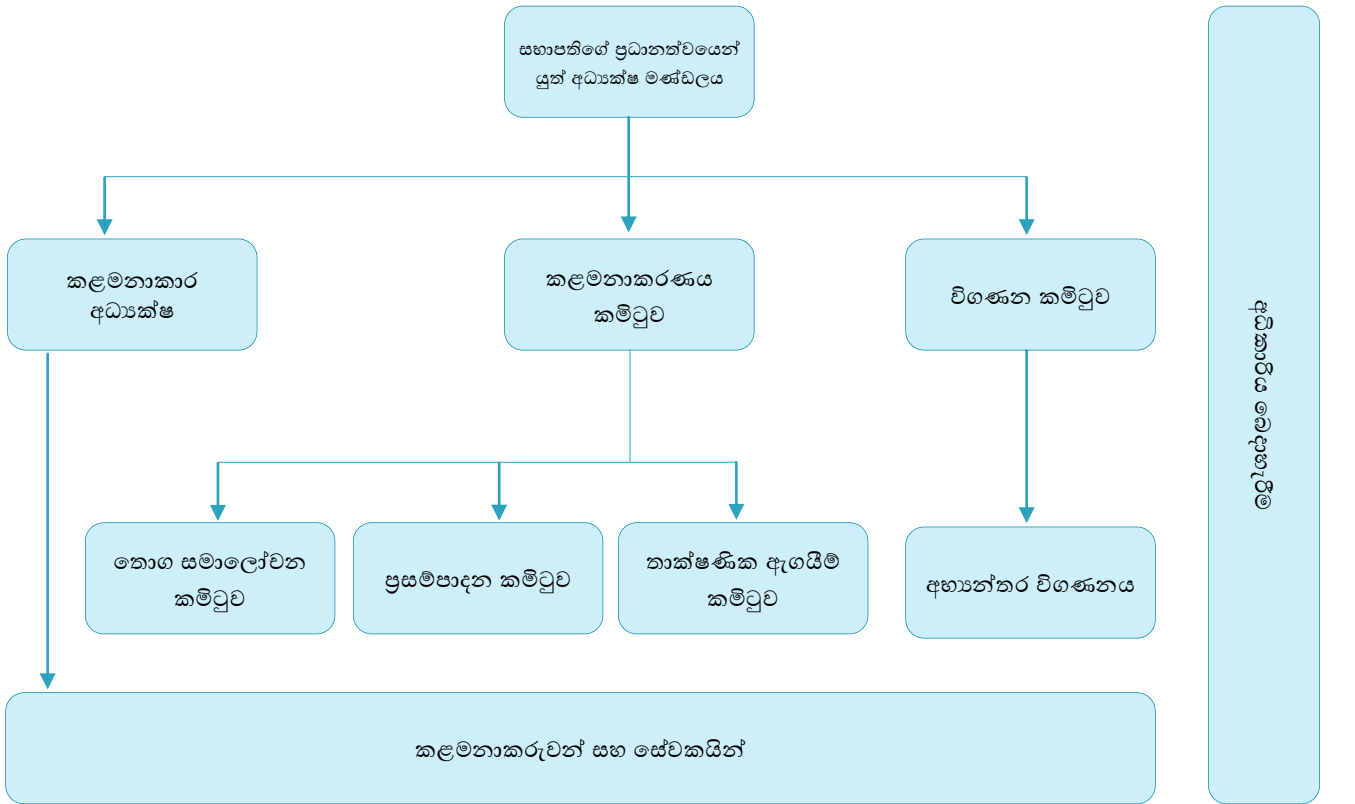 සභාපතිගේ ප්‍රධානත්වයෙන්
යුත් අධ්‍යක්ෂ මණ්ඩලය
කළමනාකාර
අධ්‍යක්ෂ
කළමනාකරණය
කමිටුව
විගණන කමිටුව
තොග සමාලෝචන
කමිටුව
ප්‍රසම්පාදන කමිටුව
තාක්ෂණික ඇගයීම්
කමිටුව
අභ්‍යන්තර විගණනය
කළමනාකරුවන් සහ සේවකයින්